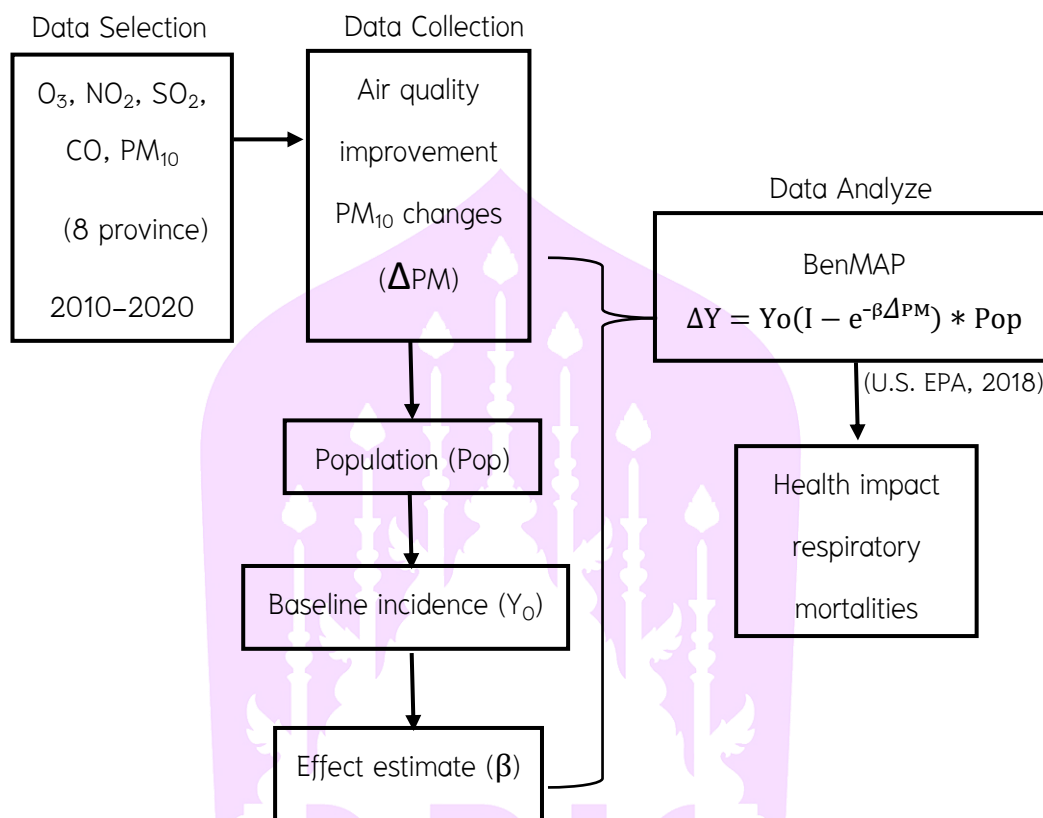 Data Selection
O₃, NO₂, SO₂,
CO, PM₁₀
(8 province)
2010–2020
Data Collection
Air quality
improvement
PM₁₀ changes
(ΔPM)
Population (Pop)
Baseline incidence (Y₀)
Effect estimate (β)
Data Analyze
BenMAP
ΔY = Yo(I − e^-βΔPM) * Pop
(U.S. EPA, 2018)
Health impact
respiratory
mortalities